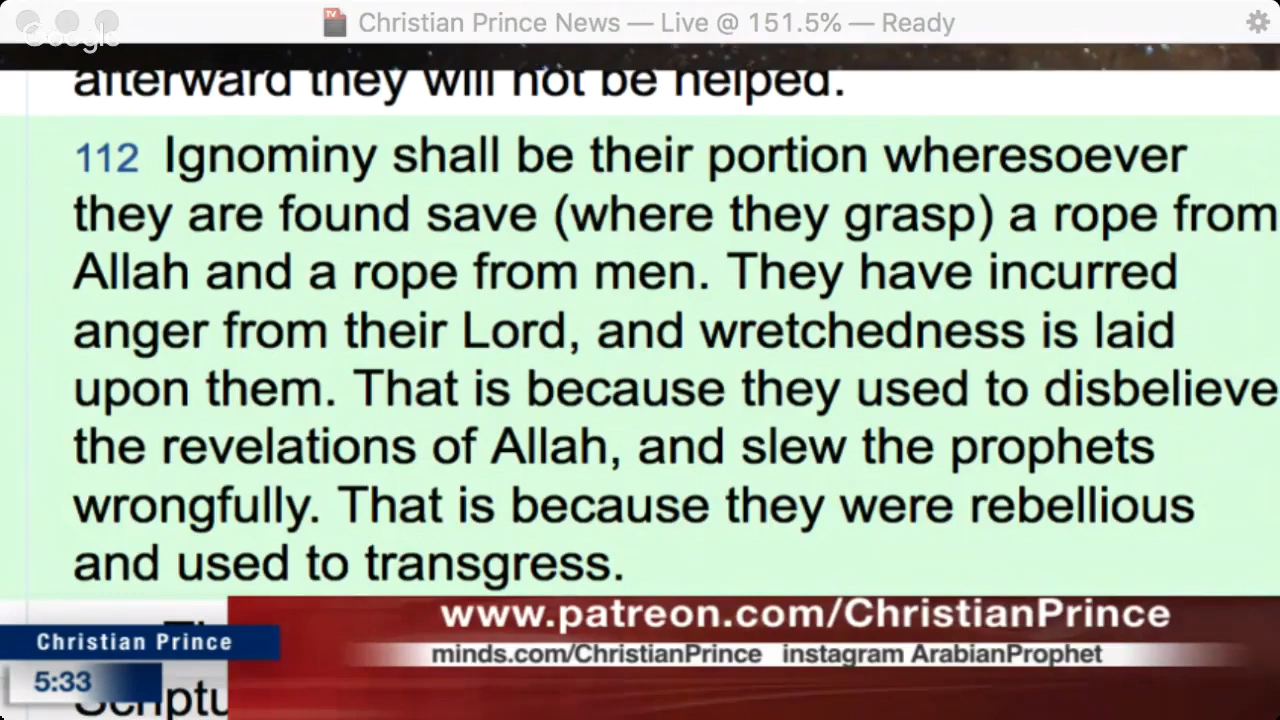 Christian Prince News — Live @ 151.5% — Ready
TV
Google
afterward they will not be helped.
112 Ignominy shall be their portion wheresoever
they are found save (where they grasp) a rope from
Allah and a rope from men. They have incurred
anger from their Lord, and wretchedness is laid
upon them. That is because they used to disbelieve
the revelations of Allah, and slew the prophets
wrongfully. That is because they were rebellious
and used to transgress.
www.patreon.com/ChristianPrince
Christian Prince
minds.com/ChristianPrince instagram ArabianProphet
5:33